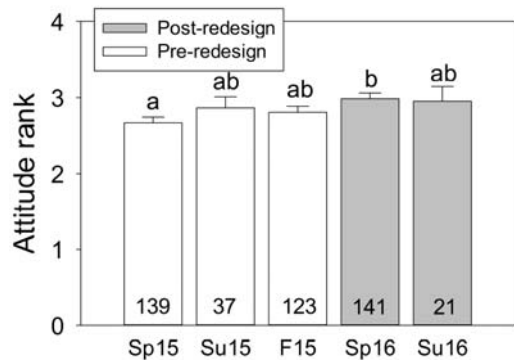 4
Post-redesign
Pre-redesign
ab
b
ab
ab
a
3
2
1
0
Attitude rank
139
37
123
141
21
Sp15
Su15
F15
Sp16
Su16